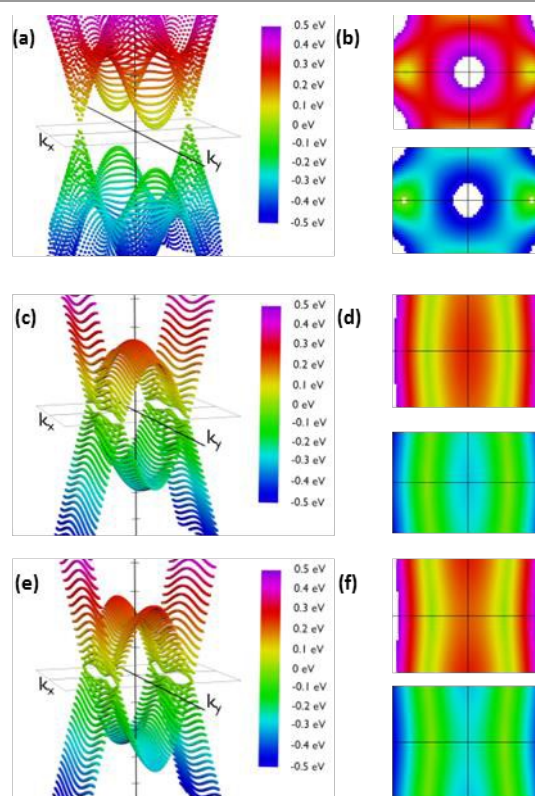 (a)
0.5 eV
0.4 eV
0.3 eV
0.2 eV
0.1 eV
0 eV
-0.1 eV
-0.2 eV
-0.3 eV
-0.4 eV
-0.5 eV
kx
ky
(b)
(c)
0.5 eV
0.4 eV
0.3 eV
0.2 eV
0.1 eV
0 eV
-0.1 eV
-0.2 eV
-0.3 eV
-0.4 eV
-0.5 eV
kx
ky
(d)
(e)
0.5 eV
0.4 eV
0.3 eV
0.2 eV
0.1 eV
0 eV
-0.1 eV
-0.2 eV
-0.3 eV
-0.4 eV
-0.5 eV
kx
ky
(f)